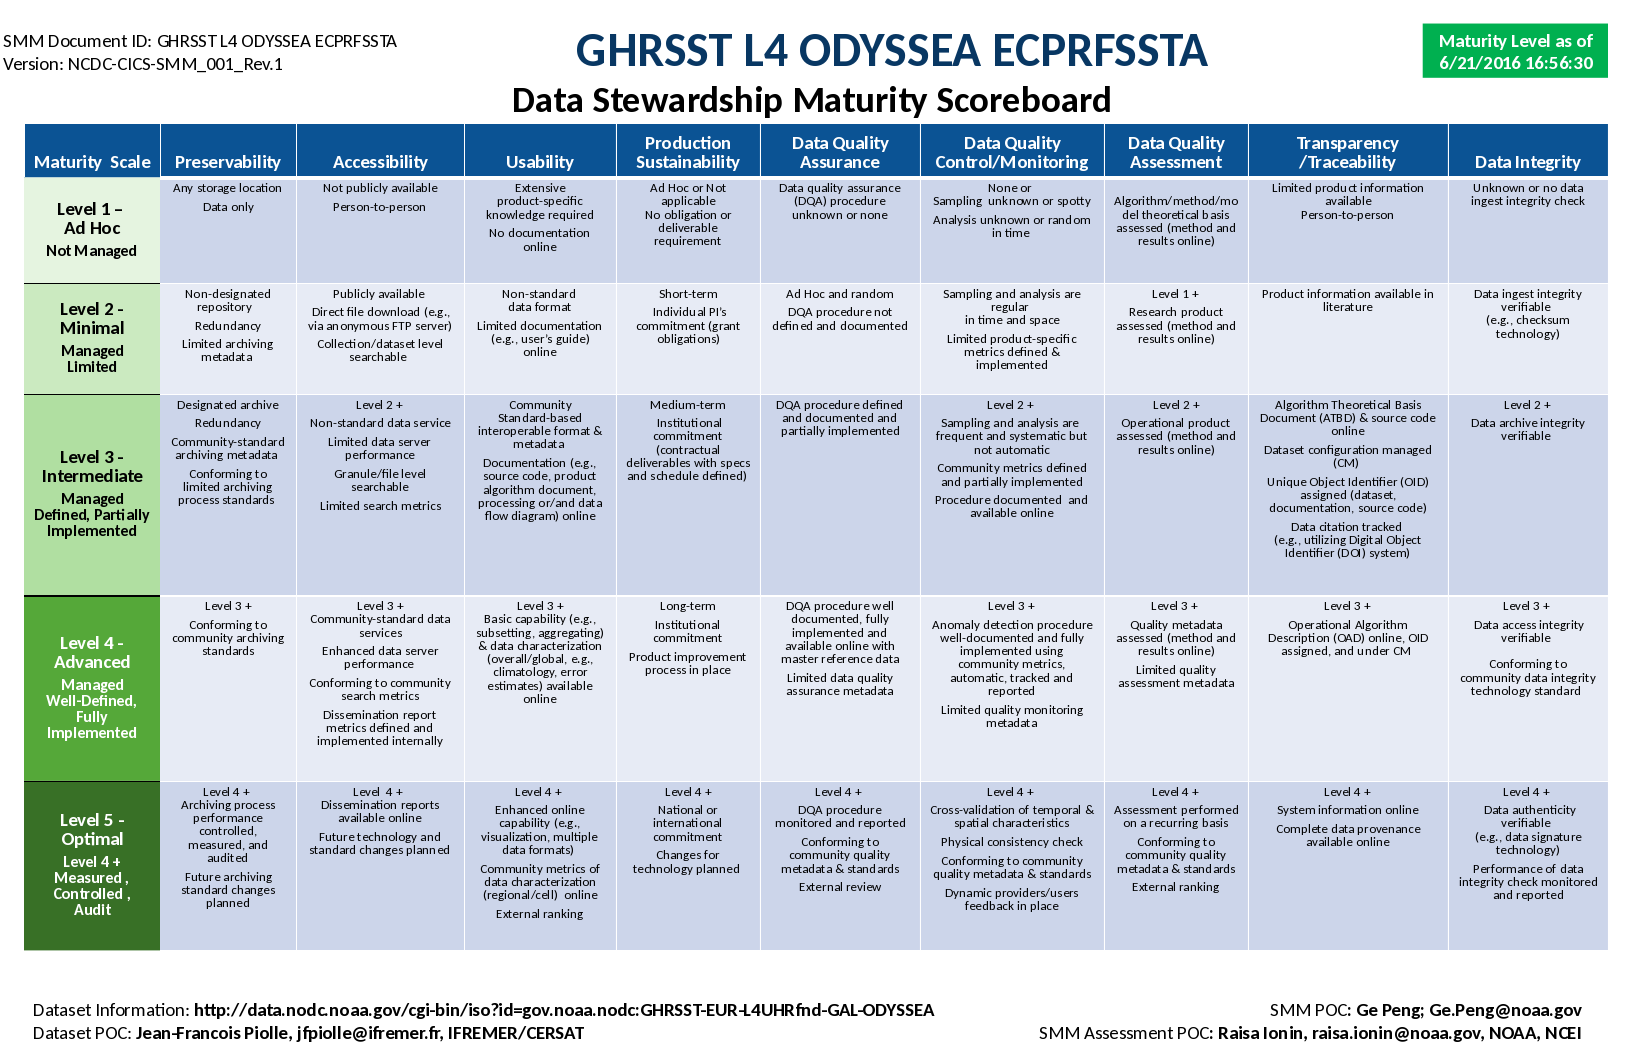 SMM Document ID: GHRSST L4 ODYSSEA ECPRFSSTA
Version: NCDC-CICS-SMM_001_Rev.1
GHRSST L4 ODYSSEA ECPRFSSTA
Data Stewardship Maturity Scoreboard
Maturity Level as of
6/21/2016 16:56:30
Maturity Scale
Preservability
Accessibility
Usability
Production
Sustainability
Data Quality
Assurance
Data Quality
Control/Monitoring
Data Quality
Assessment
Transparency
/Traceability
Data Integrity
Level 1 –
Ad Hoc
Not Managed
Any storage location
Data only
Not publicly available
Person-to-person
Extensive
product-specific
knowledge required
No documentation
online
Ad Hoc or Not
applicable
No obligation or
deliverable
requirement
Data quality assurance
(DQA) procedure
unknown or none
None or
Sampling unknown or spotty
Analysis unknown or random
in time
Algorithm/method/mo
del theoretical basis
assessed (method and
results online)
Limited product information
available
Person-to-person
Unknown or no data
ingest integrity check
Level 2 -
Minimal
Managed
Limited
Non-designated
repository
Redundancy
Limited archiving
metadata
Publicly available
Direct file download (e.g.,
via anonymous FTP server)
Collection/dataset level
searchable
Non-standard
data format
Limited documentation
(e.g., user's guide)
online
Short-term
Individual PI's
commitment (grant
obligations)
Ad Hoc and random
DQA procedure not
defined and documented
Sampling and analysis are
regular
in time and space
Limited product-specific
metrics defined &
implemented
Level 1 +
Research product
assessed (method and
results online)
Product information available in
literature
Data ingest integrity
verifiable
(e.g., checksum
technology)
Level 3 -
Intermediate
Managed
Defined, Partially
Implemented
Designated archive
Redundancy
Community-standard
archiving metadata
Conforming to
limited archiving
process standards
Level 2 +
Non-standard data service
Limited data server
performance
Granule/file level
searchable
Limited search metrics
Community
Standard-based
interoperable format &
metadata
Documentation (e.g.,
source code, product
algorithm document,
processing or/and data
flow diagram) online
Medium-term
Institutional
commitment
(contractual
deliverables with specs
and schedule defined)
DQA procedure defined
and documented and
partially implemented
Level 2 +
Sampling and analysis are
frequent and systematic but
not automatic
Community metrics defined
and partially implemented
Procedure documented and
available online
Level 2 +
Operational product
assessed (method and
results online)
Algorithm Theoretical Basis
Document (ATBD) & source code
online
Dataset configuration managed
(CM)
Unique Object Identifier (OID)
assigned (dataset,
documentation, source code)
Data citation tracked
(e.g., utilizing Digital Object
Identifier (DOI) system)
Level 2 +
Data archive integrity
verifiable
Level 4 -
Advanced
Managed
Well-Defined,
Fully
Implemented
Level 3 +
Conforming to
community archiving
standards
Level 3 +
Community-standard data
services
Enhanced data server
performance
Conforming to community
search metrics
Dissemination report
metrics defined and
implemented internally
Level 3 +
Basic capability (e.g.,
subsetting, aggregating)
& data characterization
(overall/global, e.g.,
climatology, error
estimates) available
online
Long-term
Institutional
commitment
Product improvement
process in place
DQA procedure well
documented, fully
implemented and
available online with
master reference data
Limited data quality
assurance metadata
Level 3 +
Anomaly detection procedure
well-documented and fully
implemented using
community metrics,
automatic, tracked and
reported
Limited quality monitoring
metadata
Level 3 +
Quality metadata
assessed (method and
results online)
Limited quality
assessment metadata
Level 3 +
Operational Algorithm
Description (OAD) online, OID
assigned, and under CM
Level 3 +
Data access integrity
verifiable
Conforming to
community data integrity
technology standard
Level 5 -
Optimal
Level 4 +
Measured ,
Controlled ,
Audit
Level 4 +
Archiving process
performance
controlled,
measured, and
audited
Future archiving
standard changes
planned
Level 4 +
Dissemination reports
available online
Future technology and
standard changes planned
Level 4 +
Enhanced online
capability (e.g.,
visualization, multiple
data formats)
Community metrics of
data characterization
(regional/cell) online
External ranking
Level 4 +
National or
international
commitment
Changes for
technology planned
Level 4 +
DQA procedure
monitored and reported
Conforming to
community quality
metadata & standards
External review
Level 4 +
Cross-validation of temporal &
spatial characteristics
Physical consistency check
Conforming to community
quality metadata & standards
Dynamic providers/users
feedback in place
Level 4 +
Assessment performed
on a recurring basis
Conforming to
community quality
metadata & standards
External ranking
Level 4 +
System information online
Complete data provenance
available online
Level 4 +
Data authenticity
verifiable
(e.g., data signature
technology)
Performance of data
integrity check monitored
and reported
Dataset Information: http://data.nodc.noaa.gov/cgi-bin/iso?id=gov.noaa.nodc:GHRSST-EUR-L4UHRfnd-GAL-ODYSSEA
Dataset POC: Jean-Francois Piolle, jfpiolle@ifremer.fr, IFREMER/CERSAT
SMM POC: Ge Peng; Ge.Peng@noaa.gov
SMM Assessment POC: Raisa Ionin, raisa.ionin@noaa.gov, NOAA, NCEI